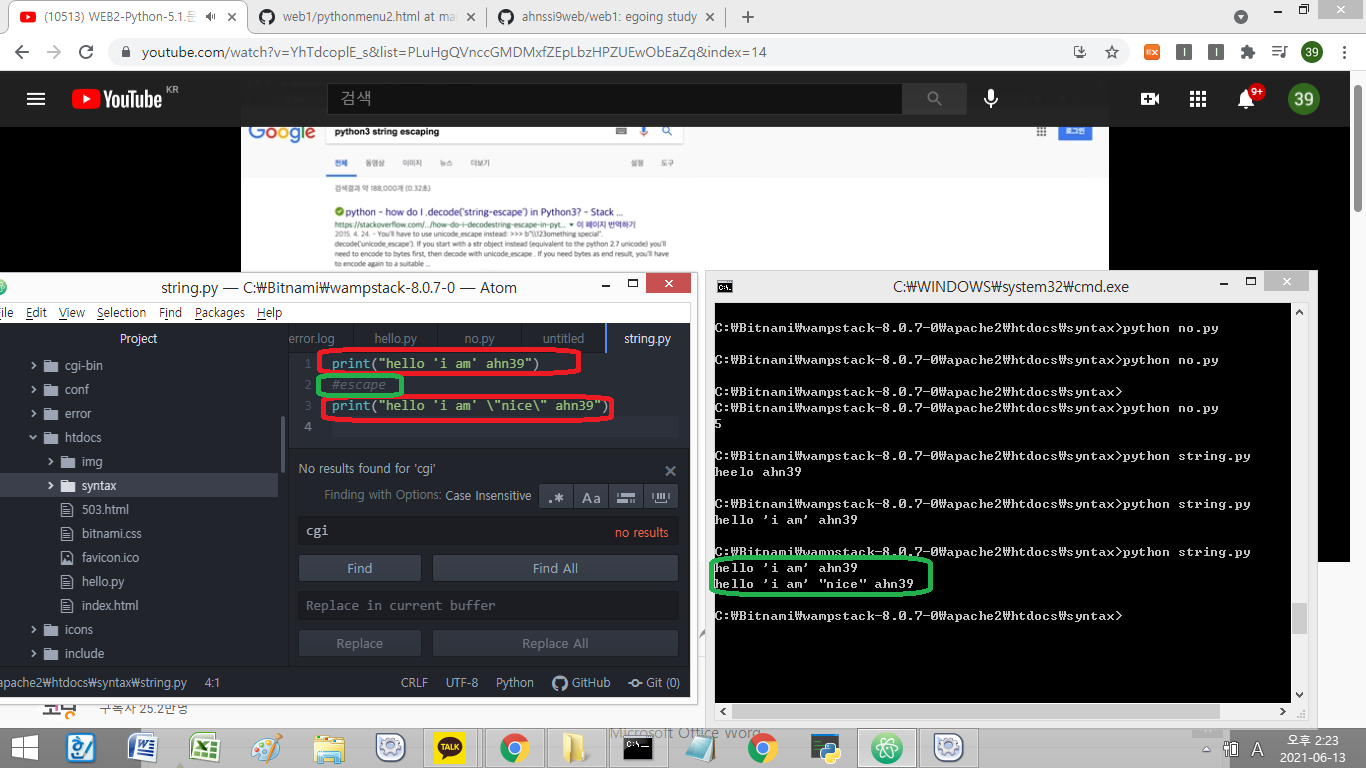 (10513) WEB2-Python-5.1.문
web1/pythonmenu2.html at mai
ahnssi9web/web1: egoing study
youtube.com/watch?v=YhTdcoplE_s&list=PLuHgQVnccGMDMxfZEpLbzHPZUEwObEaZq&index=14
39
YouTube KR
검색
9+
39
Google
python3 string escaping
로그인
전체 동영상 이미지 뉴스 더보기 설정 도구
검색결과 약 188,000개 (0.32초)
python - how do I .decode('string-escape') in Python3? - Stack ...
https://stackoverflow.com/.../how-do-i-decodestring-escape-in-pyt... ▾ 이 페이지 번역하기
2015. 4. 24. - You'll have to use unicode_escape instead: >>> b"\\123omething special".
decode('unicode_escape'). If you start with a str object instead (equivalent to the python 2.7 unicode) you'll
need to encode to bytes first, then decode with unicode_escape . If you need bytes as end result, you'll have
to encode again to a suitable ...
string.py — C:₩Bitnami₩wampstack-8.0.7-0 — Atom
ile Edit View Selection Find Packages Help
Project
cgi-bin
conf
error
htdocs
img
syntax
503.html
bitnami.css
favicon.ico
hello.py
index.html
icons
include
error.log hello.py no.py untitled string.py
1 print("hello 'i am' ahn39")
2 #escape
3 print("hello 'i am' \"nice\" ahn39")
4
No results found for 'cgi'
Finding with Options: Case Insensitive
.* Aa
cgi no results
Find Find All
Replace in current buffer
Replace Replace All
apache2₩htdocs₩syntax₩string.py 4:1 CRLF UTF-8 Python GitHub Git (0)
C:₩WINDOWS₩system32₩cmd.exe
C:₩Bitnami₩wampstack-8.0.7-0₩apache2₩htdocs₩syntax>python no.py
C:₩Bitnami₩wampstack-8.0.7-0₩apache2₩htdocs₩syntax>python no.py
C:₩Bitnami₩wampstack-8.0.7-0₩apache2₩htdocs₩syntax>
C:₩Bitnami₩wampstack-8.0.7-0₩apache2₩htdocs₩syntax>python no.py
5
C:₩Bitnami₩wampstack-8.0.7-0₩apache2₩htdocs₩syntax>python string.py
heelo ahn39
C:₩Bitnami₩wampstack-8.0.7-0₩apache2₩htdocs₩syntax>python string.py
hello 'i am' ahn39
C:₩Bitnami₩wampstack-8.0.7-0₩apache2₩htdocs₩syntax>python string.py
hello 'i am' ahn39
hello 'i am' "nice" ahn39
C:₩Bitnami₩wampstack-8.0.7-0₩apache2₩htdocs₩syntax>
구독자 25.2만명
Microsoft Office Word
TALK
A
오후 2:23
2021-06-13